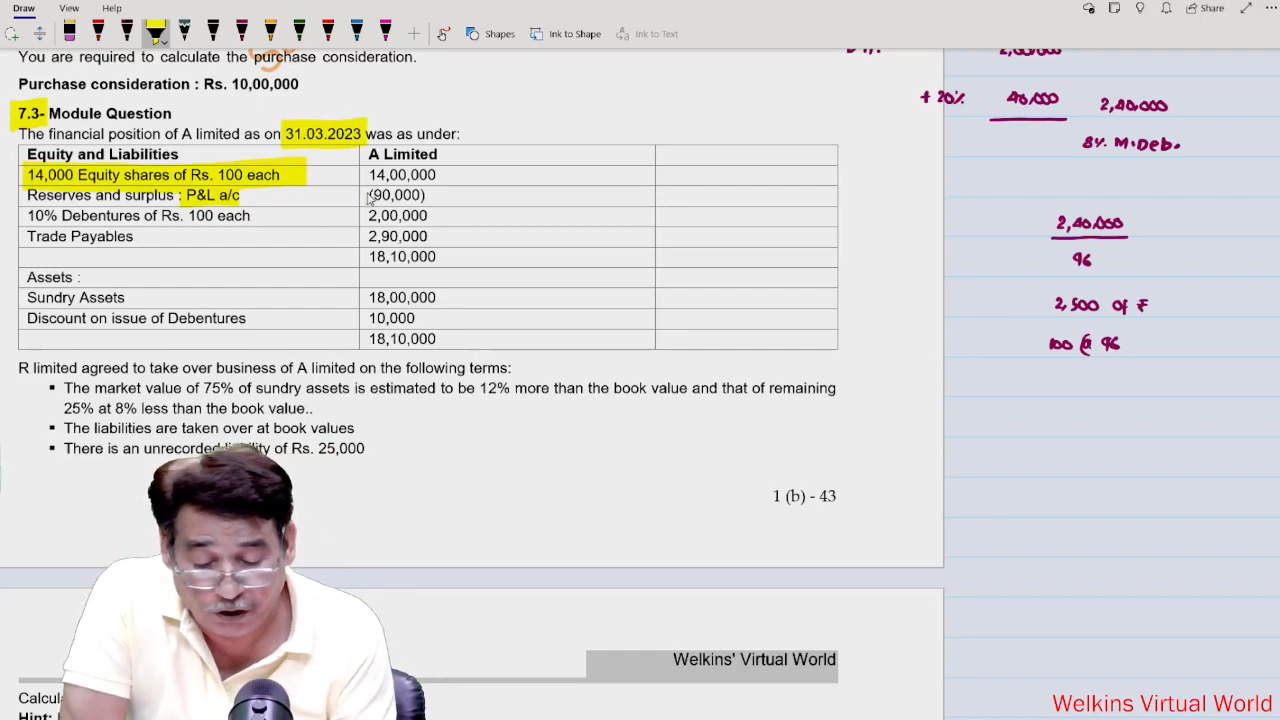 Draw View Help
Shapes Ink to Shape Ink to Text Share
You are required to calculate the purchase consideration.
Purchase consideration : Rs. 10,00,000
7.3- Module Question
The financial position of A limited as on 31.03.2023 was as under:
Equity and Liabilities A Limited
14,000 Equity shares of Rs. 100 each 14,00,000
Reserves and surplus : P&L a/c (90,000)
10% Debentures of Rs. 100 each 2,00,000
Trade Payables 2,90,000
18,10,000
Assets :
Sundry Assets 18,00,000
Discount on issue of Debentures 10,000
18,10,000
R limited agreed to take over business of A limited on the following terms:
▪ The market value of 75% of sundry assets is estimated to be 12% more than the book value and that of remaining
25% at 8% less than the book value..
▪ The liabilities are taken over at book values
▪ There is an unrecorded liability of Rs. 25,000
1 (b) - 43
Welkins' Virtual World
Calcula
Hint:
2,00,000
+ 20% 40,000 2,40,000
8% M.Deb.
2,40,000
96
2,500 of ₹
100 @ 96
Welkins Virtual World